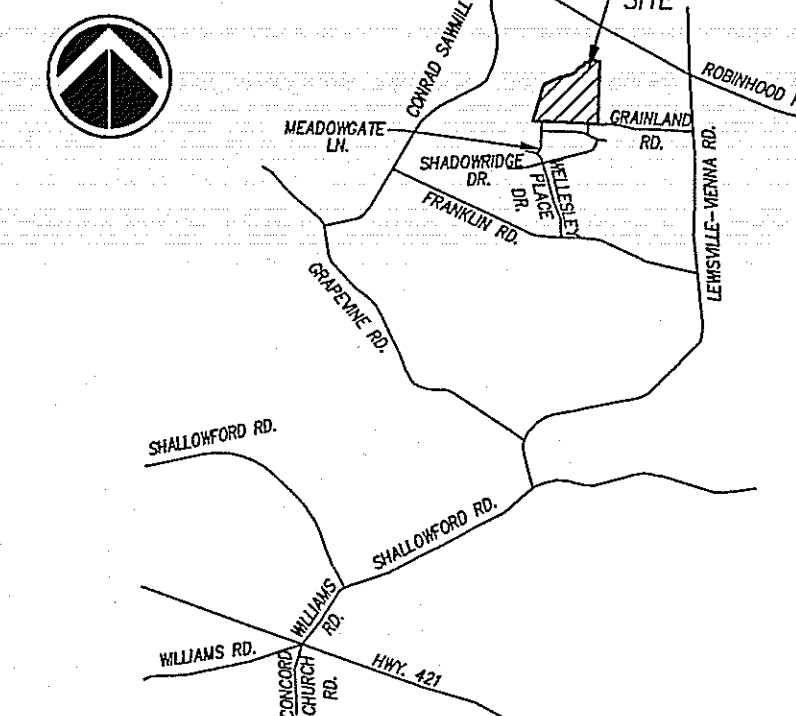 SITE
CONRAD SAWMILL
ROBINHOOD
GRAINLAND
RD.
MEADOWGATE
LN.
SHADOWRIDGE
DR.
WELLESLEY
PLACE
DR.
FRANKLIN RD.
LEWISVILLE-VIENNA RD.
GRAPEVINE RD.
SHALLOWFORD RD.
SHALLOWFORD RD.
WILLIAMS
RD.
WILLIAMS RD.
CONCORD
CHURCH
RD.
HWY. 421